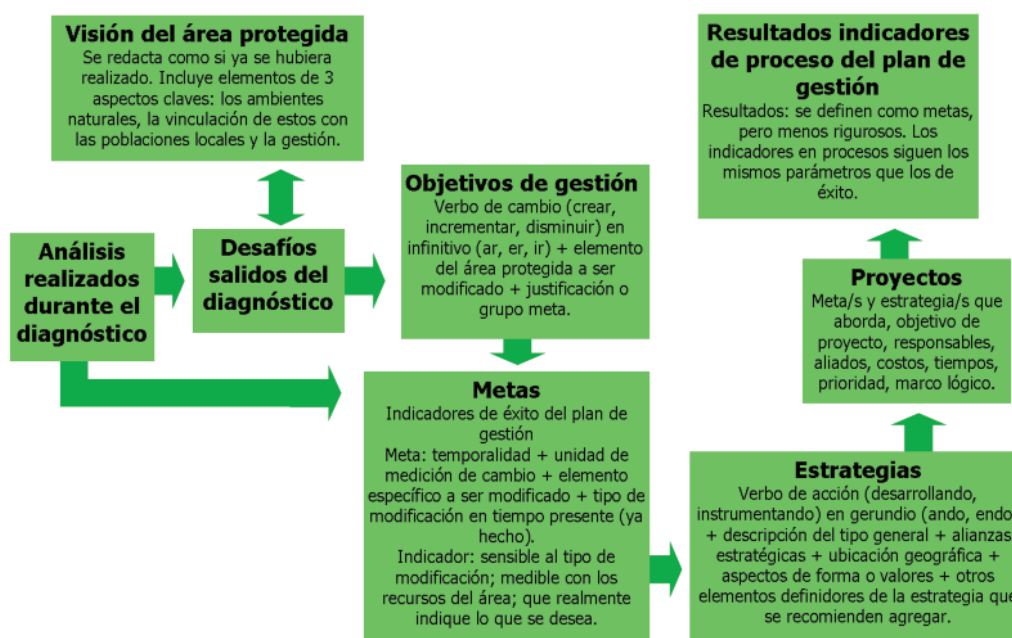 Visión del área protegida
Se redacta como si ya se hubiera
realizado. Incluye elementos de 3
aspectos claves: los ambientes
naturales, la vinculación de estos con
las poblaciones locales y la gestión.
Resultados indicadores
de proceso del plan de
gestión
Resultados: se definen como metas,
pero menos rigurosos. Los
indicadores en procesos siguen los
mismos parámetros que los de
éxito.
Análisis
realizados
durante el
diagnóstico
Desafíos
salidos del
diagnóstico
Objetivos de gestión
Verbo de cambio (crear,
incrementar, disminuir) en
infinitivo (ar, er, ir) + elemento
del área protegida a ser
modificado + justificación o
grupo meta.
Metas
Indicadores de éxito del plan de
gestión
Meta: temporalidad + unidad de
medición de cambio + elemento
específico a ser modificado + tipo de
modificación en tiempo presente (ya
hecho).
Indicador: sensible al tipo de
modificación; medible con los
recursos del área; que realmente
indique lo que se desea.
Proyectos
Meta/s y estrategia/s que
aborda, objetivo de
proyecto, responsables,
aliados, costos, tiempos,
prioridad, marco lógico.
Estrategias
Verbo de acción (desarrollando,
instrumentando) en gerundio (ando, endo
+ descripción del tipo general + alianzas
estratégicas + ubicación geográfica +
aspectos de forma o valores + otros
elementos definidores de la estrategia que
se recomienden agregar.